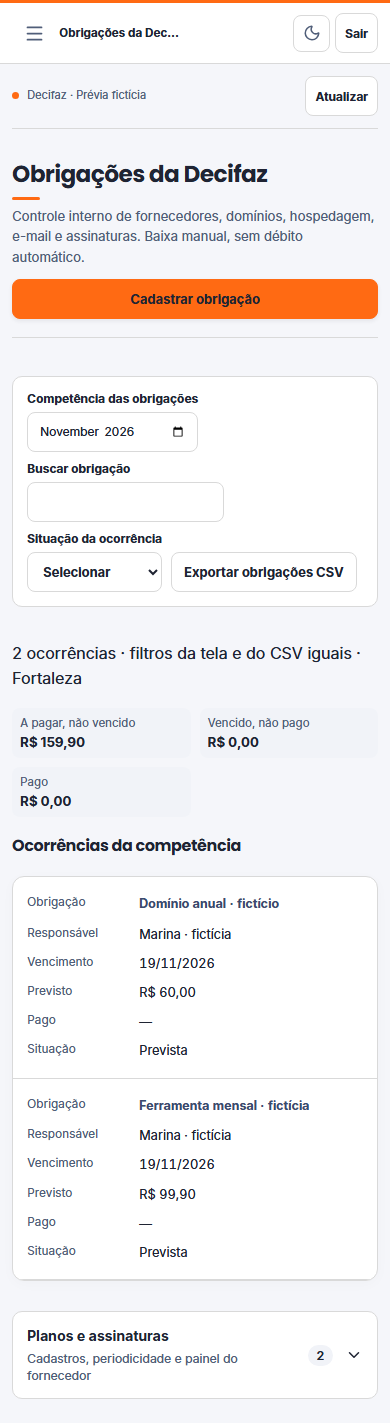 Obrigações da Dec...
Sair
Decifaz · Prévia fictícia
Atualizar
Obrigações da Decifaz
Controle interno de fornecedores, domínios, hospedagem,
e-mail e assinaturas. Baixa manual, sem débito
automático.
Cadastrar obrigação
Competência das obrigações
November 2026
Buscar obrigação
Situação da ocorrência
Selecionar
Exportar obrigações CSV
2 ocorrências · filtros da tela e do CSV iguais ·
Fortaleza
A pagar, não vencido
R$ 159,90
Vencido, não pago
R$ 0,00
Pago
R$ 0,00
Ocorrências da competência
Obrigação Domínio anual · fictício
Responsável Marina · fictícia
Vencimento 19/11/2026
Previsto R$ 60,00
Pago —
Situação Prevista
Obrigação Ferramenta mensal · fictícia
Responsável Marina · fictícia
Vencimento 19/11/2026
Previsto R$ 99,90
Pago —
Situação Prevista
Planos e assinaturas
Cadastros, periodicidade e painel do
fornecedor
2